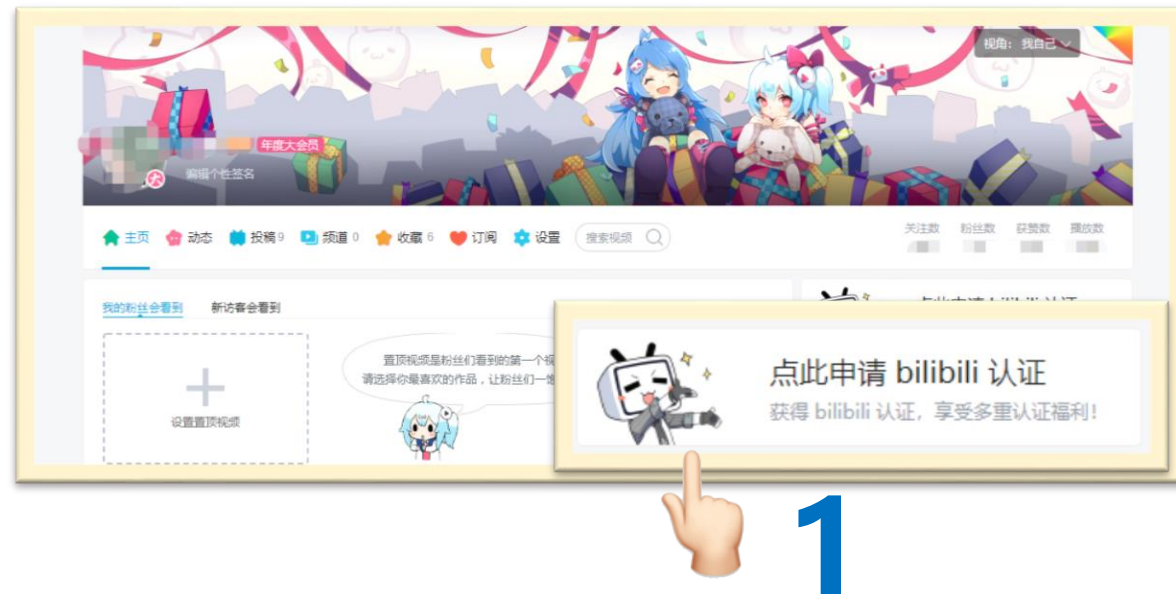 视角： 我自己
年度大会员
编辑个性签名
主页 动态 投稿 9 频道 0 收藏 6 订阅 设置 搜索视频
关注数 粉丝数 获赞数 播放数
我的粉丝会看到 新访客会看到
置顶视频是粉丝们看到的第一个视
请选择你最喜欢的作品，让粉丝们一饱
设置置顶视频
点此申请 bilibili 认证
获得 bilibili 认证，享受多重认证福利！
1